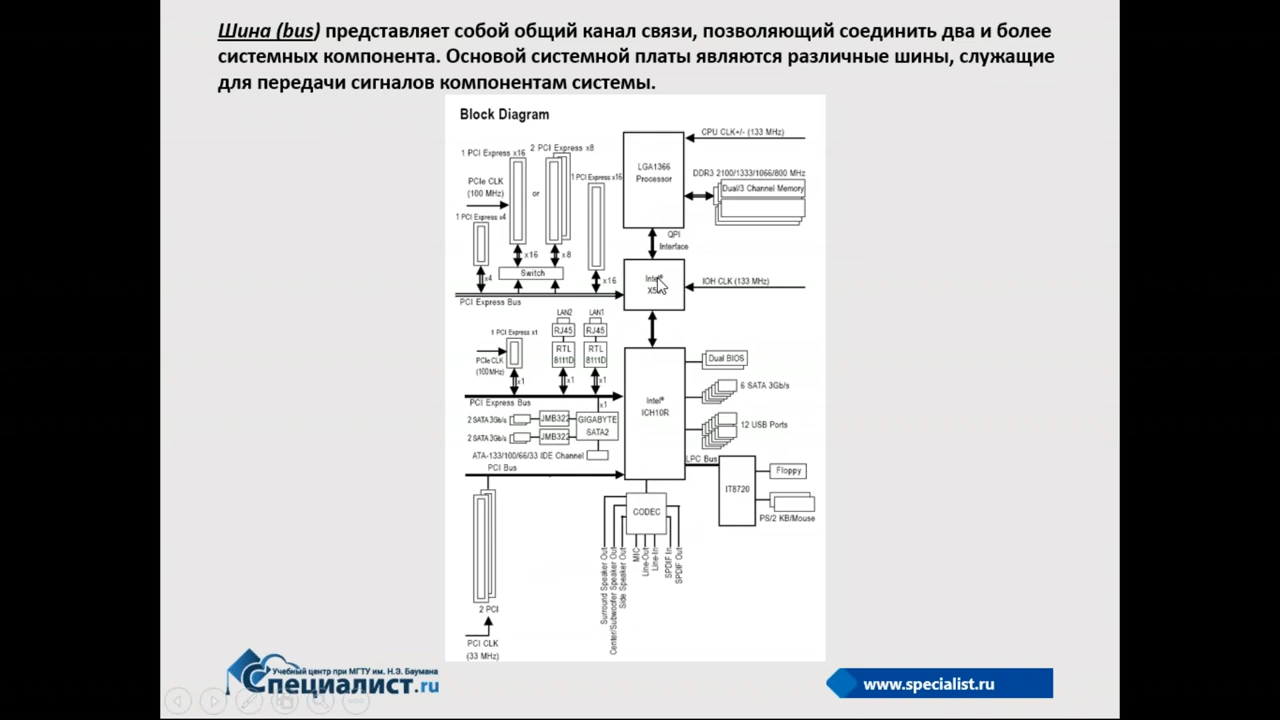 Шина (bus) представляет собой общий канал связи, позволяющий соединить два и более
системных компонента. Основой системной платы являются различные шины, служащие
для передачи сигналов компонентам системы.
Block Diagram
CPU CLK+/- (133 MHz)
1 PCI Express x16
2 PCI Express x8
LGA1366
Processor
DDR3 2100/1333/1066/800 MHz
1 PCI Express x16
PCIe CLK
(100 MHz)
or
Dual/3 Channel Memory
1 PCI Express x4
QPI
Interface
x16
x8
Switch
x4
x16
Intel®
IOH CLK (133 MHz)
PCI Express Bus
LAN2
LAN1
RJ45
RJ45
1 PCI Express x1
RTL
8111D
RTL
8111D
PCIe CLK
(100MHz)
x1
x1
x1
Dual BIOS
6 SATA 3Gb/s
Intel®
ICH10R
PCI Express Bus
x1
2 SATA 3Gb/s
JMB322
GIGABYTE
SATA2
12 USB Ports
2 SATA 3Gb/s
JMB322
ATA-133/100/66/33 IDE Channel
LPC Bus
PCI Bus
IT8720
Floppy
PS/2 KB/Mouse
CODEC
Surround Speaker Out
Center/Subwoofer Speaker Out
Side Speaker Out
MIC
Line-Out
Line-In
SPDIF In
SPDIF Out
2 PCI
PCI CLK
(33 MHz)
Учебный центр при МГТУ им. Н.Э. Баумана
Специалист.ru
www.specialist.ru